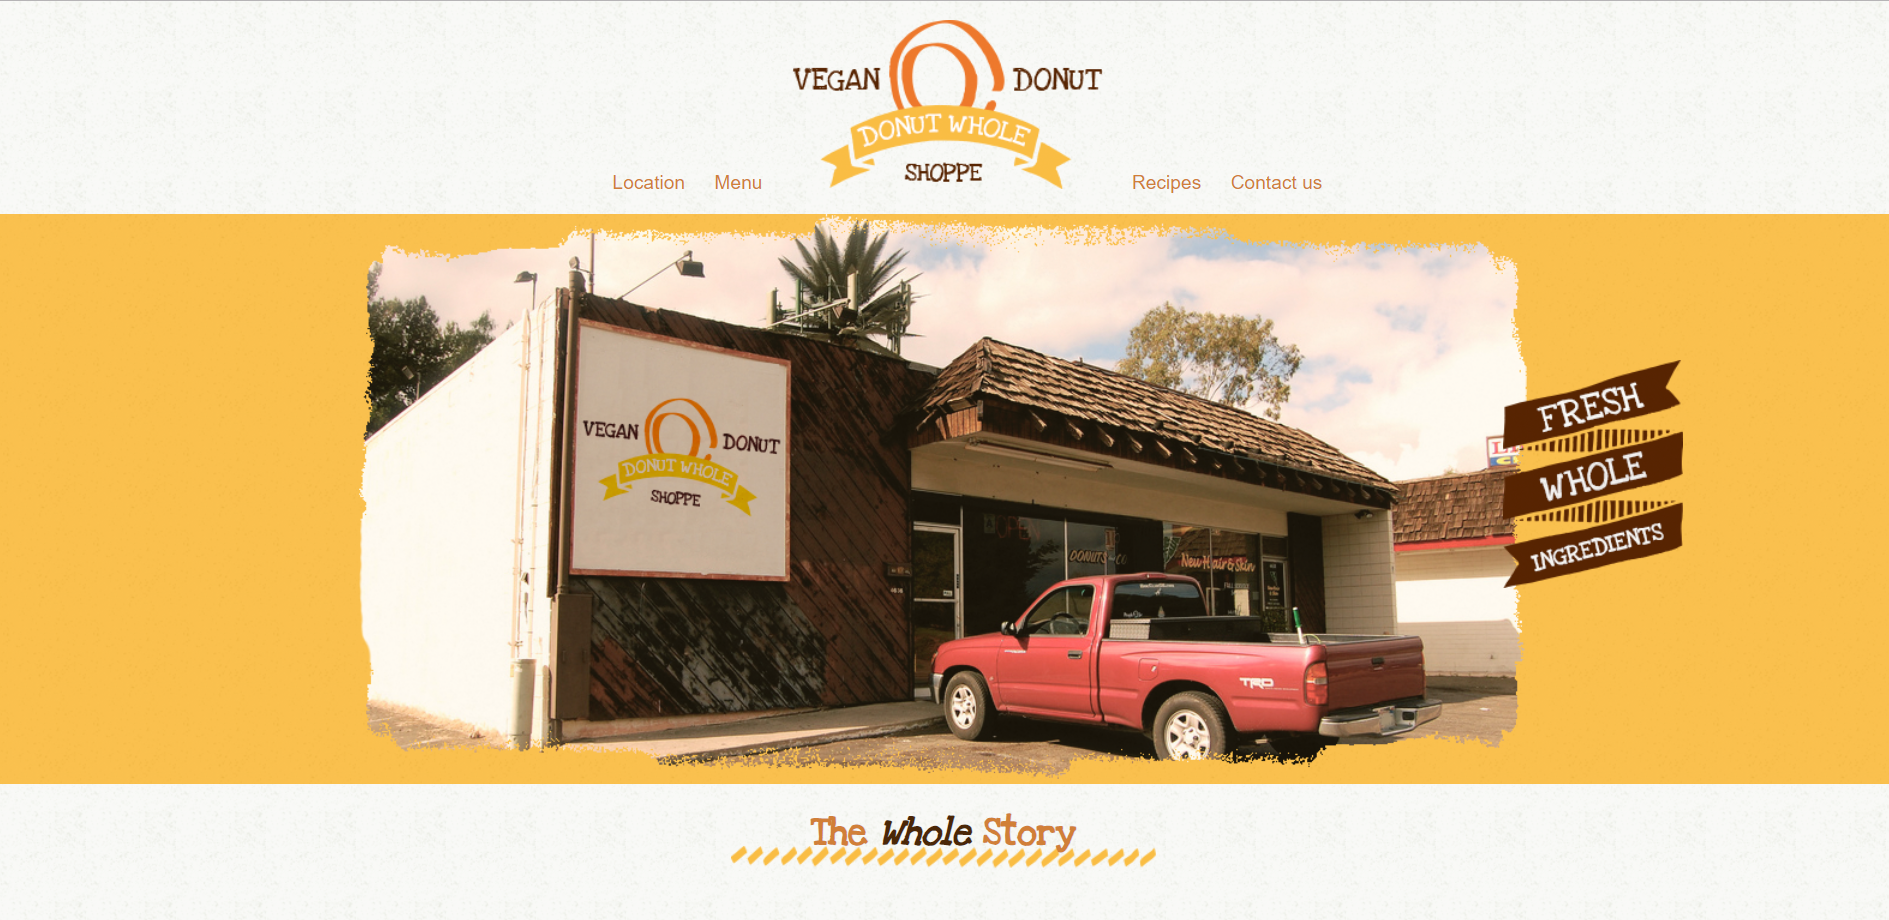 VEGAN DONUT
DONUT WHOLE
SHOPPE
Location Menu Recipes Contact us
VEGAN DONUT
DONUT WHOLE
SHOPPE
OPEN
DONUTS
New Hair & Skin
TRD
FRESH
WHOLE
INGREDIENTS
The Whole Story